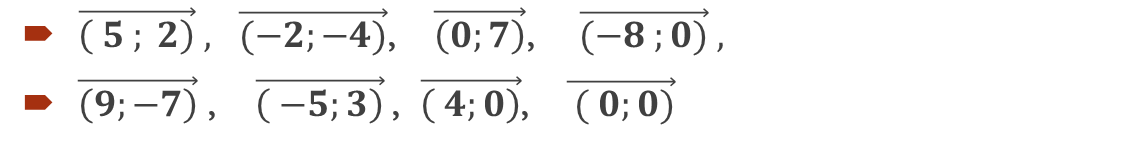 ( 5 ; 2) , (−2; −4), (0; 7), (−8 ; 0) ,
(9; −7) , ( −5; 3) , ( 4; 0), ( 0; 0)